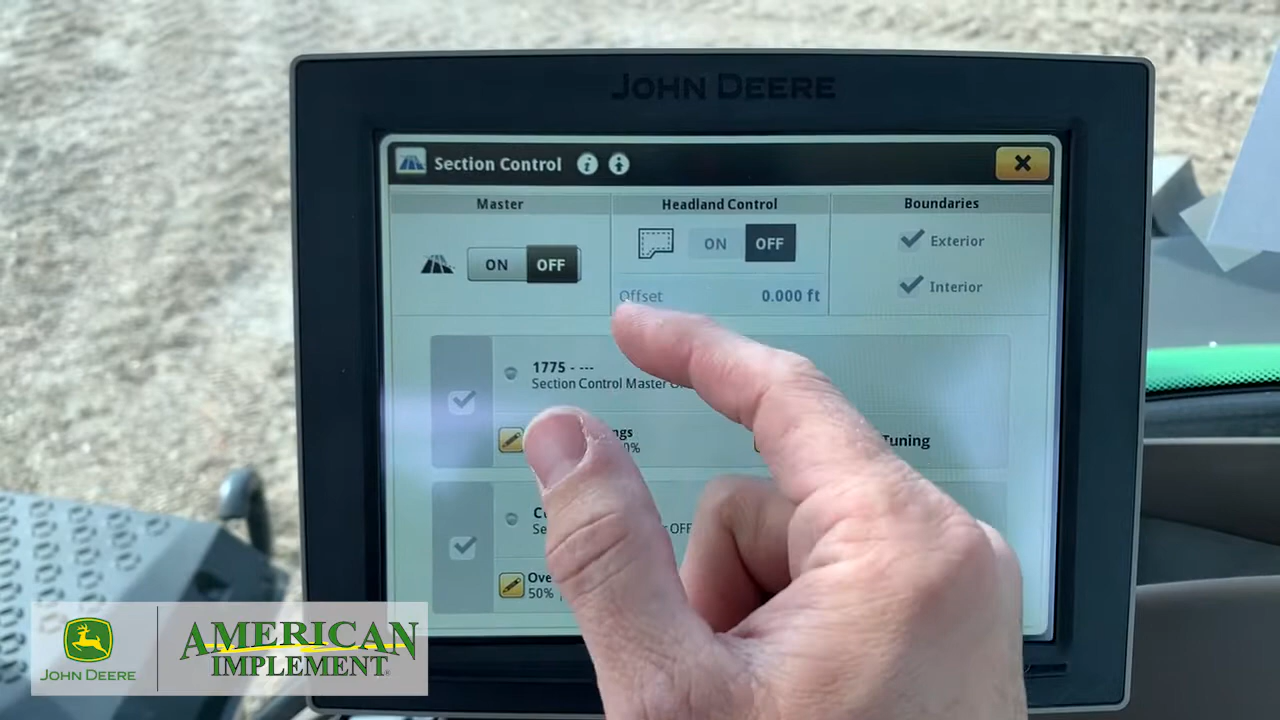 JOHN DEERE
Section Control
Master
Headland Control
Boundaries
ON OFF
ON OFF
Exterior
Offset 0.000 ft
Interior
1775 - ---
Section Control Master
Tuning
OFF
50%
JOHN DEERE
AMERICAN
IMPLEMENT